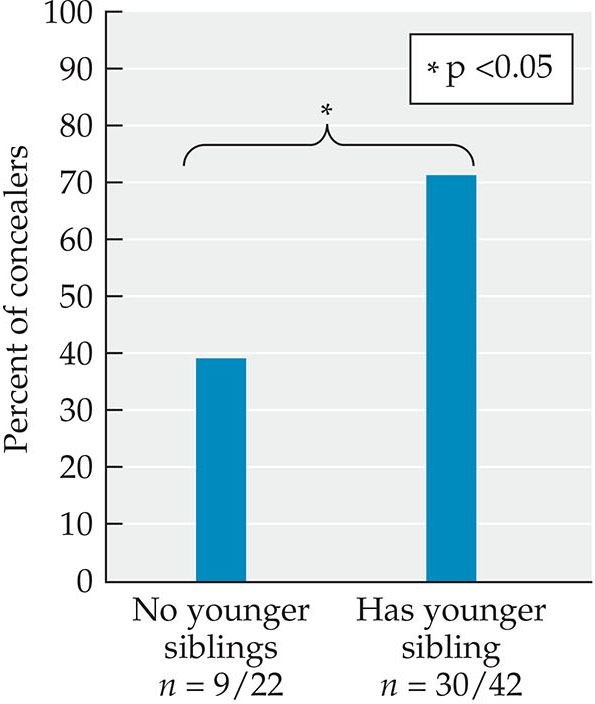 Percent of concealers
100
90
80
70
60
50
40
30
20
10
0
* p <0.05
*
No younger
siblings
n = 9/22
Has younger
sibling
n = 30/42